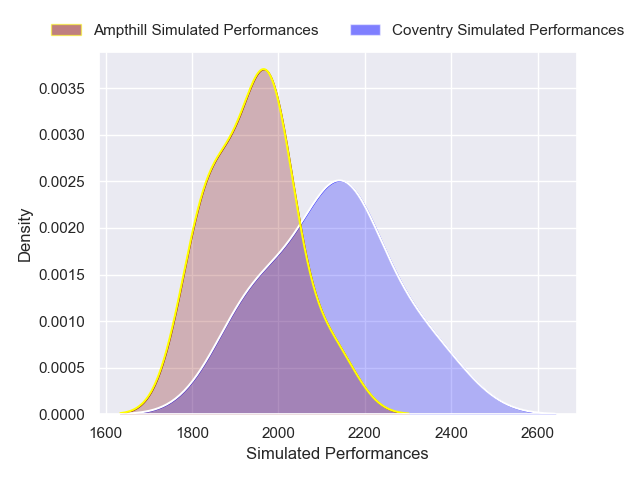 Ampthill Simulated Performances Coventry Simulated Performances
0.0035
0.0030
0.0025
0.0020
0.0015
0.0010
0.0005
0.0000
Density
1600 1800 2000 2200 2400 2600
Simulated Performances